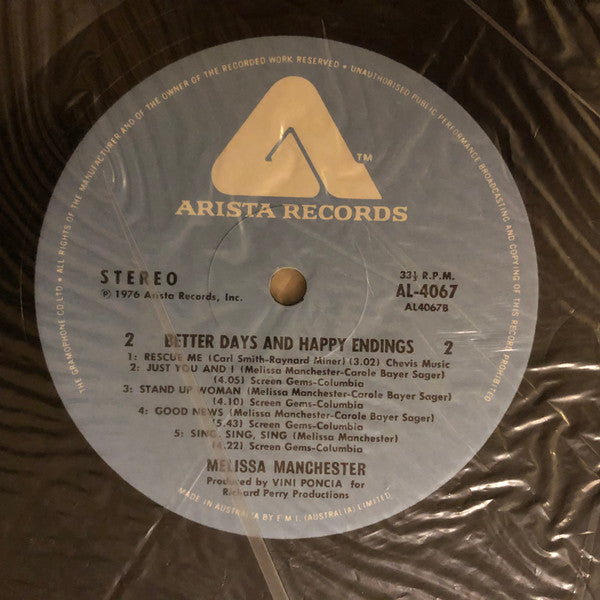 THE GRAMOPHONE CO. LTD. • ALL RIGHTS OF THE MANUFACTURER AND OF THE OWNER OF THE RECORDED WORK RESERVED • UNAUTHORISED PUBLIC PERFORMANCE BROADCASTING AND COPYING OF THIS RECORD PROHIBITED
TM
ARISTA RECORDS
STEREO
℗ 1976 Arista Records, Inc.
33⅓ R.P.M.
AL-4067
AL4067B
2 BETTER DAYS AND HAPPY ENDINGS 2
1: RESCUE ME (Carl Smith-Raynard Miner) (3.02) Chevis Music
2: JUST YOU AND I (Melissa Manchester-Carole Bayer Sager)
(4.05) Screen Gems-Columbia
3: STAND UP WOMAN (Melissa Manchester-Carole Bayer Sager)
(4.10) Screen Gems-Columbia
4: GOOD NEWS (Melissa Manchester-Carole Bayer Sager)
(5.43) Screen Gems-Columbia
5: SING, SING, SING (Melissa Manchester)
(4.22) Screen Gems-Columbia
MELISSA MANCHESTER
Produced by VINI PONCIA for
Richard Perry Productions
MADE IN AUSTRALIA BY E.M.I. (AUSTRALIA) LIMITED